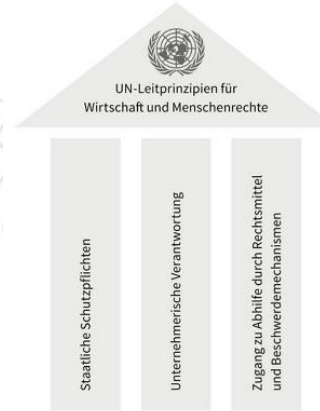 UN-Leitprinzipien für
Wirtschaft und Menschenrechte
Staatliche Schutzpflichten
Unternehmerische Verantwortung
Zugang zu Abhilfe durch Rechtsmittel
und Beschwerdemechanismen